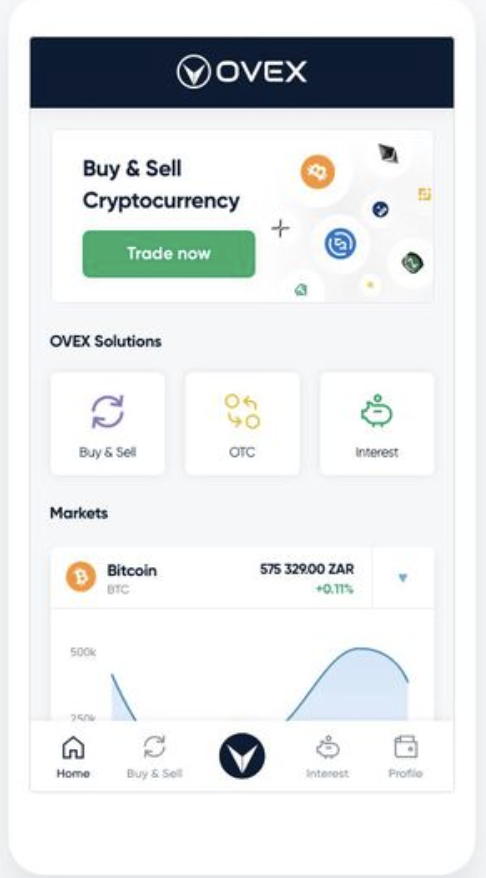 OVEX
Buy & Sell
Cryptocurrency
Trade now
OVEX Solutions
Buy & Sell
OTC
Interest
Markets
Bitcoin
575 329.00 ZAR
BTC
+0.11%
500k
250k
Home
Buy & Sell
Interest
Profile